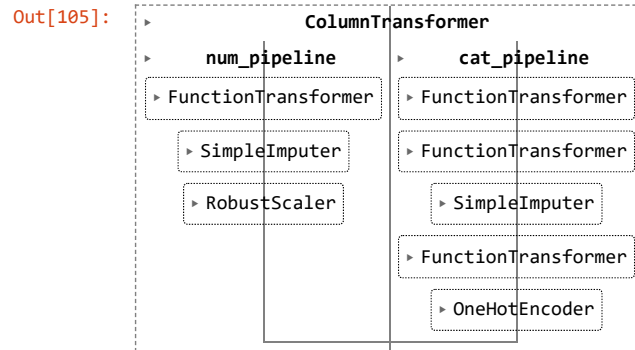 Out[105]:
ColumnTransformer
num_pipeline
cat_pipeline
FunctionTransformer
FunctionTransformer
SimpleImputer
FunctionTransformer
RobustScaler
SimpleImputer
FunctionTransformer
OneHotEncoder